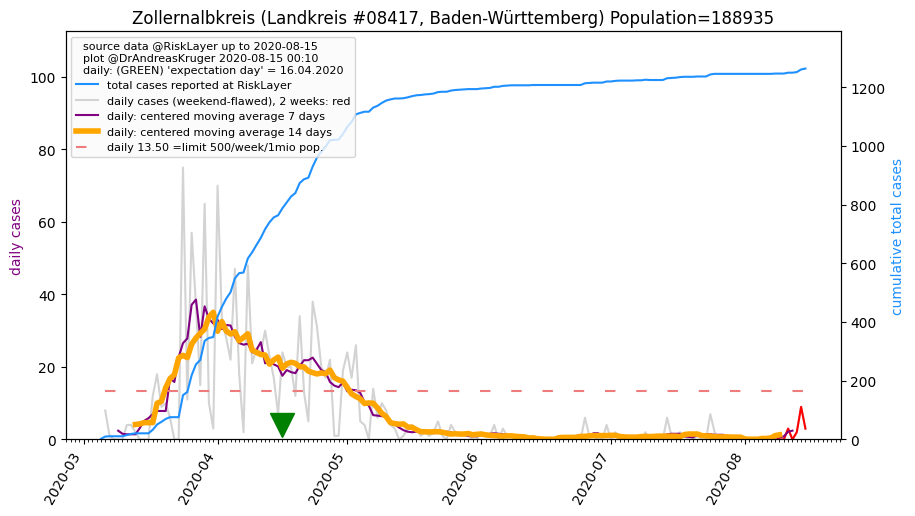 Zollernalbkreis (Landkreis #08417, Baden-Württemberg) Population=188935
source data @RiskLayer up to 2020-08-15
plot @DrAndreasKruger 2020-08-15 00:10
daily: (GREEN) 'expectation day' = 16.04.2020
total cases reported at RiskLayer
daily cases (weekend-flawed), 2 weeks: red
daily: centered moving average 7 days
daily: centered moving average 14 days
daily 13.50 =limit 500/week/1mio pop.
daily cases
100
80
60
40
20
0
cumulative total cases
1200
1000
800
600
400
200
0
2020-03
2020-04
2020-05
2020-06
2020-07
2020-08